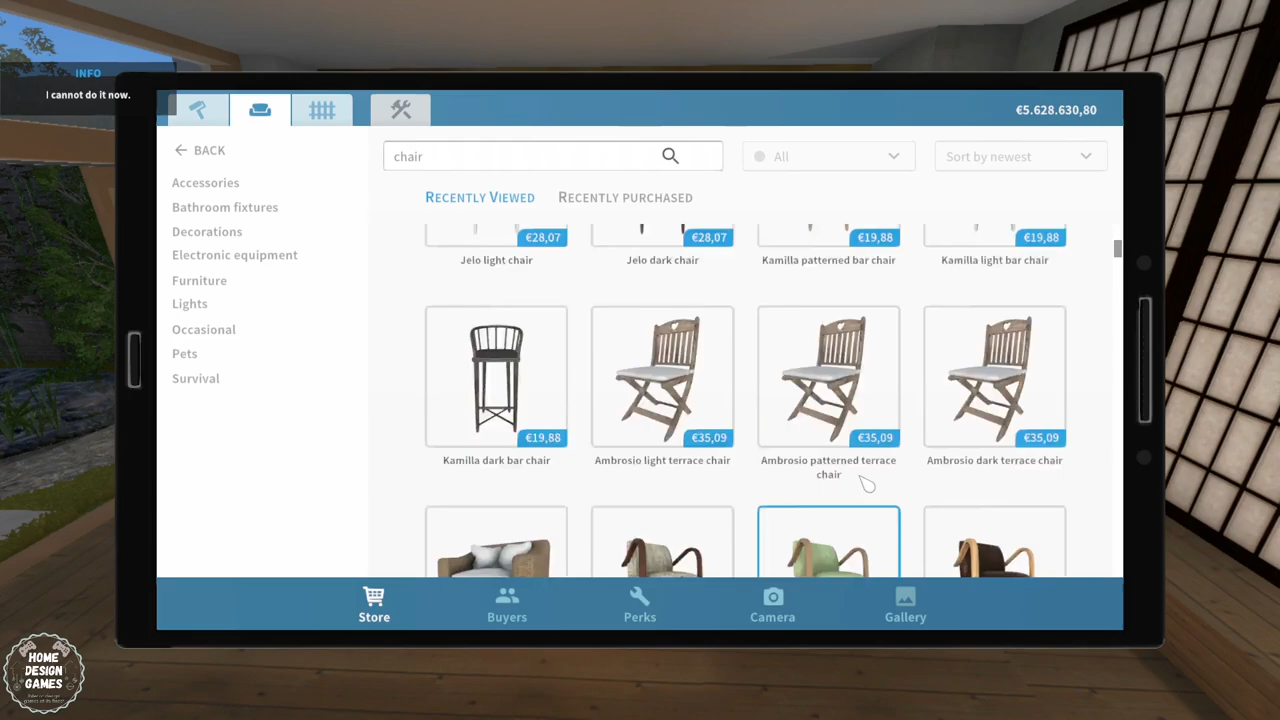 INFO
I cannot do it now.
€5.628.630,80
BACK
chair
All
Sort by newest
RECENTLY VIEWED
RECENTLY PURCHASED
Accessories
Bathroom fixtures
Decorations
Electronic equipment
Furniture
Lights
Occasional
Pets
Survival
€28,07
€28,07
€19,88
€19,88
Jelo light chair
Jelo dark chair
Kamilla patterned bar chair
Kamilla light bar chair
€19,88
€35,09
€35,09
€35,09
Kamilla dark bar chair
Ambrosio light terrace chair
Ambrosio patterned terrace
chair
Ambrosio dark terrace chair
Store
Buyers
Perks
Camera
Gallery
HOME
DESIGN
GAMES